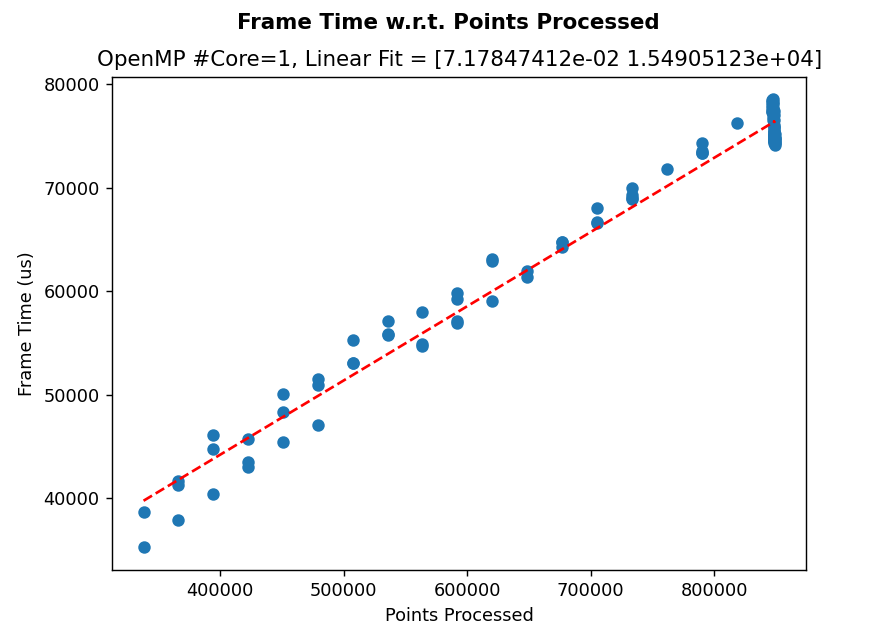 Frame Time w.r.t. Points Processed
OpenMP #Core=1, Linear Fit = [7.17847412e-02 1.54905123e+04]
80000
70000
60000
50000
40000
Frame Time (us)
400000 500000 600000 700000 800000
Points Processed